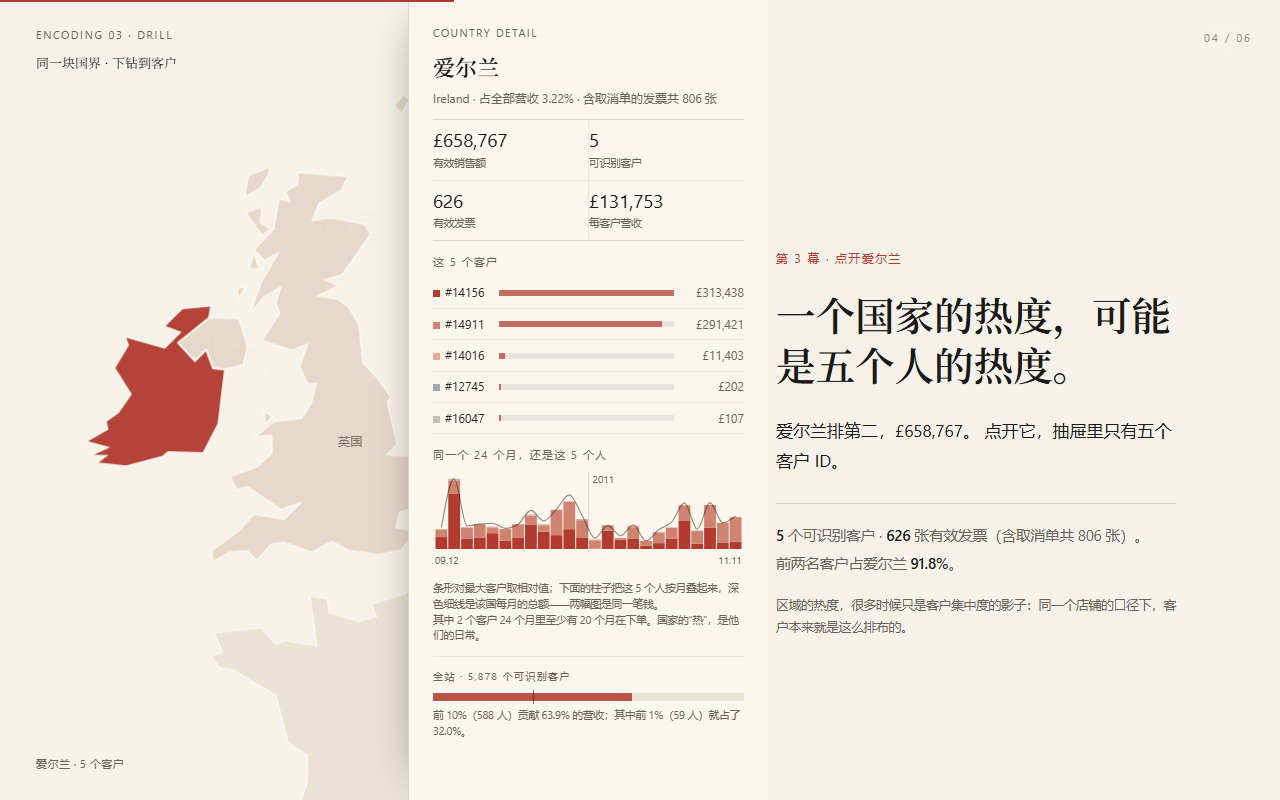 ENCODING 03 · DRILL
同一块国界 · 下钻到客户
英国
爱尔兰 · 5 个客户
COUNTRY DETAIL
爱尔兰
Ireland · 占全部营收 3.22% · 含取消单的发票共 806 张
£658,767
有效销售额
5
可识别客户
626
有效发票
£131,753
每客户营收
这 5 个客户
#14156 £313,438
#14911 £291,421
#14016 £11,403
#12745 £202
#16047 £107
同一个 24 个月，还是这 5 个人
2011
09.12 11.11
条形对最大客户取相对值；下面的柱子把这 5 个人按月叠起来，深
色细线是该国每月的总额——两幅图是同一笔钱。
其中 2 个客户 24 个月里至少有 20 个月在下单。国家的“热”，是他
们的日常。
全站 · 5,878 个可识别客户
前 10%（588 人）贡献 63.9% 的营收；其中前 1%（59 人）就占了
32.0%。
04 / 06
第 3 幕 · 点开爱尔兰
一个国家的热度，可能
是五个人的热度。
爱尔兰排第二，£658,767。 点开它，抽屉里只有五个
客户 ID。
5 个可识别客户 · 626 张有效发票（含取消单共 806 张）。
前两名客户占爱尔兰 91.8%。
区域的热度，很多时候只是客户集中度的影子：同一个店铺的口径下，客
户本来就是这么排布的。